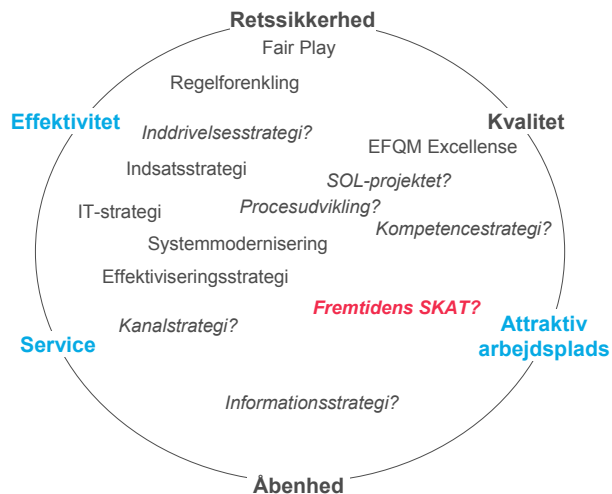 Retssikkerhed
Fair Play
Regelforenkling
Effektivitet
Kvalitet
Inddrivelsesstrategi?
EFQM Excellense
Indsatsstrategi
SOL-projektet?
IT-strategi
Procesudvikling?
Kompetencestrategi?
Systemmodernisering
Effektiviseringsstrategi
Fremtidens SKAT?
Kanalstrategi?
Attraktiv
arbejdsplads
Service
Informationsstrategi?
Åbenhed